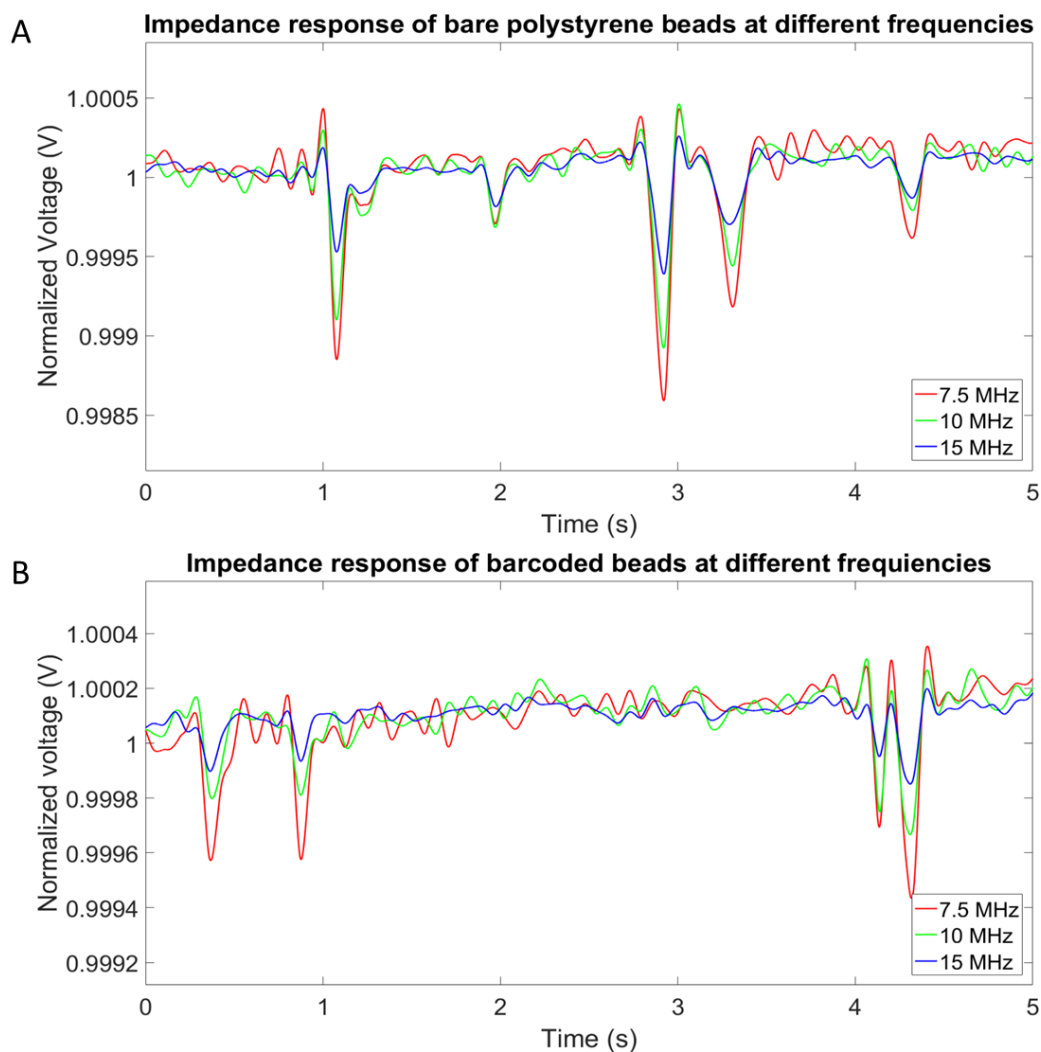 A
Impedance response of bare polystyrene beads at different frequencies
Normalized Voltage (V)
1.0005
1
0.9995
0.999
0.9985
7.5 MHz
10 MHz
15 MHz
0 1 2 3 4 5
Time (s)
B
Impedance response of barcoded beads at different frequiencies
Normalized voltage (V)
1.0004
1.0002
1
0.9998
0.9996
0.9994
0.9992
7.5 MHz
10 MHz
15 MHz
0 1 2 3 4 5
Time (s)